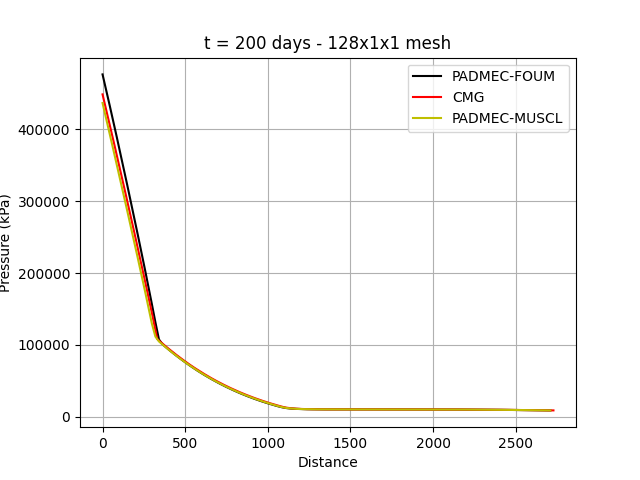 t = 200 days - 128x1x1 mesh
PADMEC-FOUM
CMG
PADMEC-MUSCL
400000
300000
200000
100000
0
Pressure (kPa)
0 500 1000 1500 2000 2500
Distance